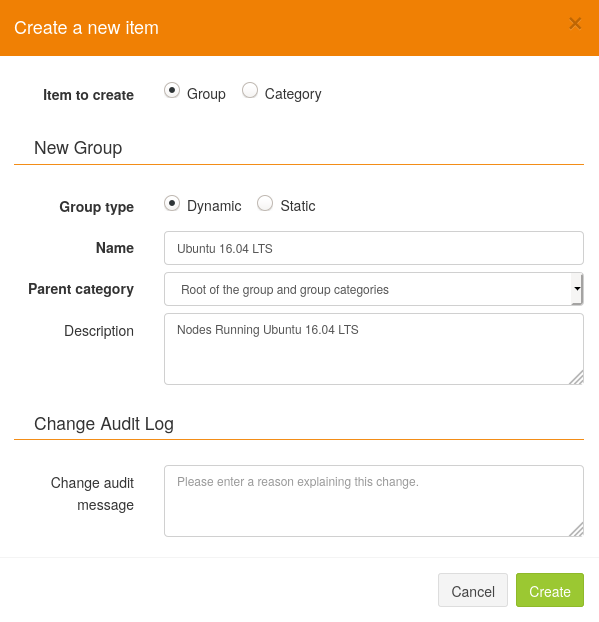 Create a new item ×
Item to create Group Category
New Group
Group type Dynamic Static
Name Ubuntu 16.04 LTS
Parent category Root of the group and group categories
Description Nodes Running Ubuntu 16.04 LTS
Change Audit Log
Change audit message Please enter a reason explaining this change.
Cancel Create